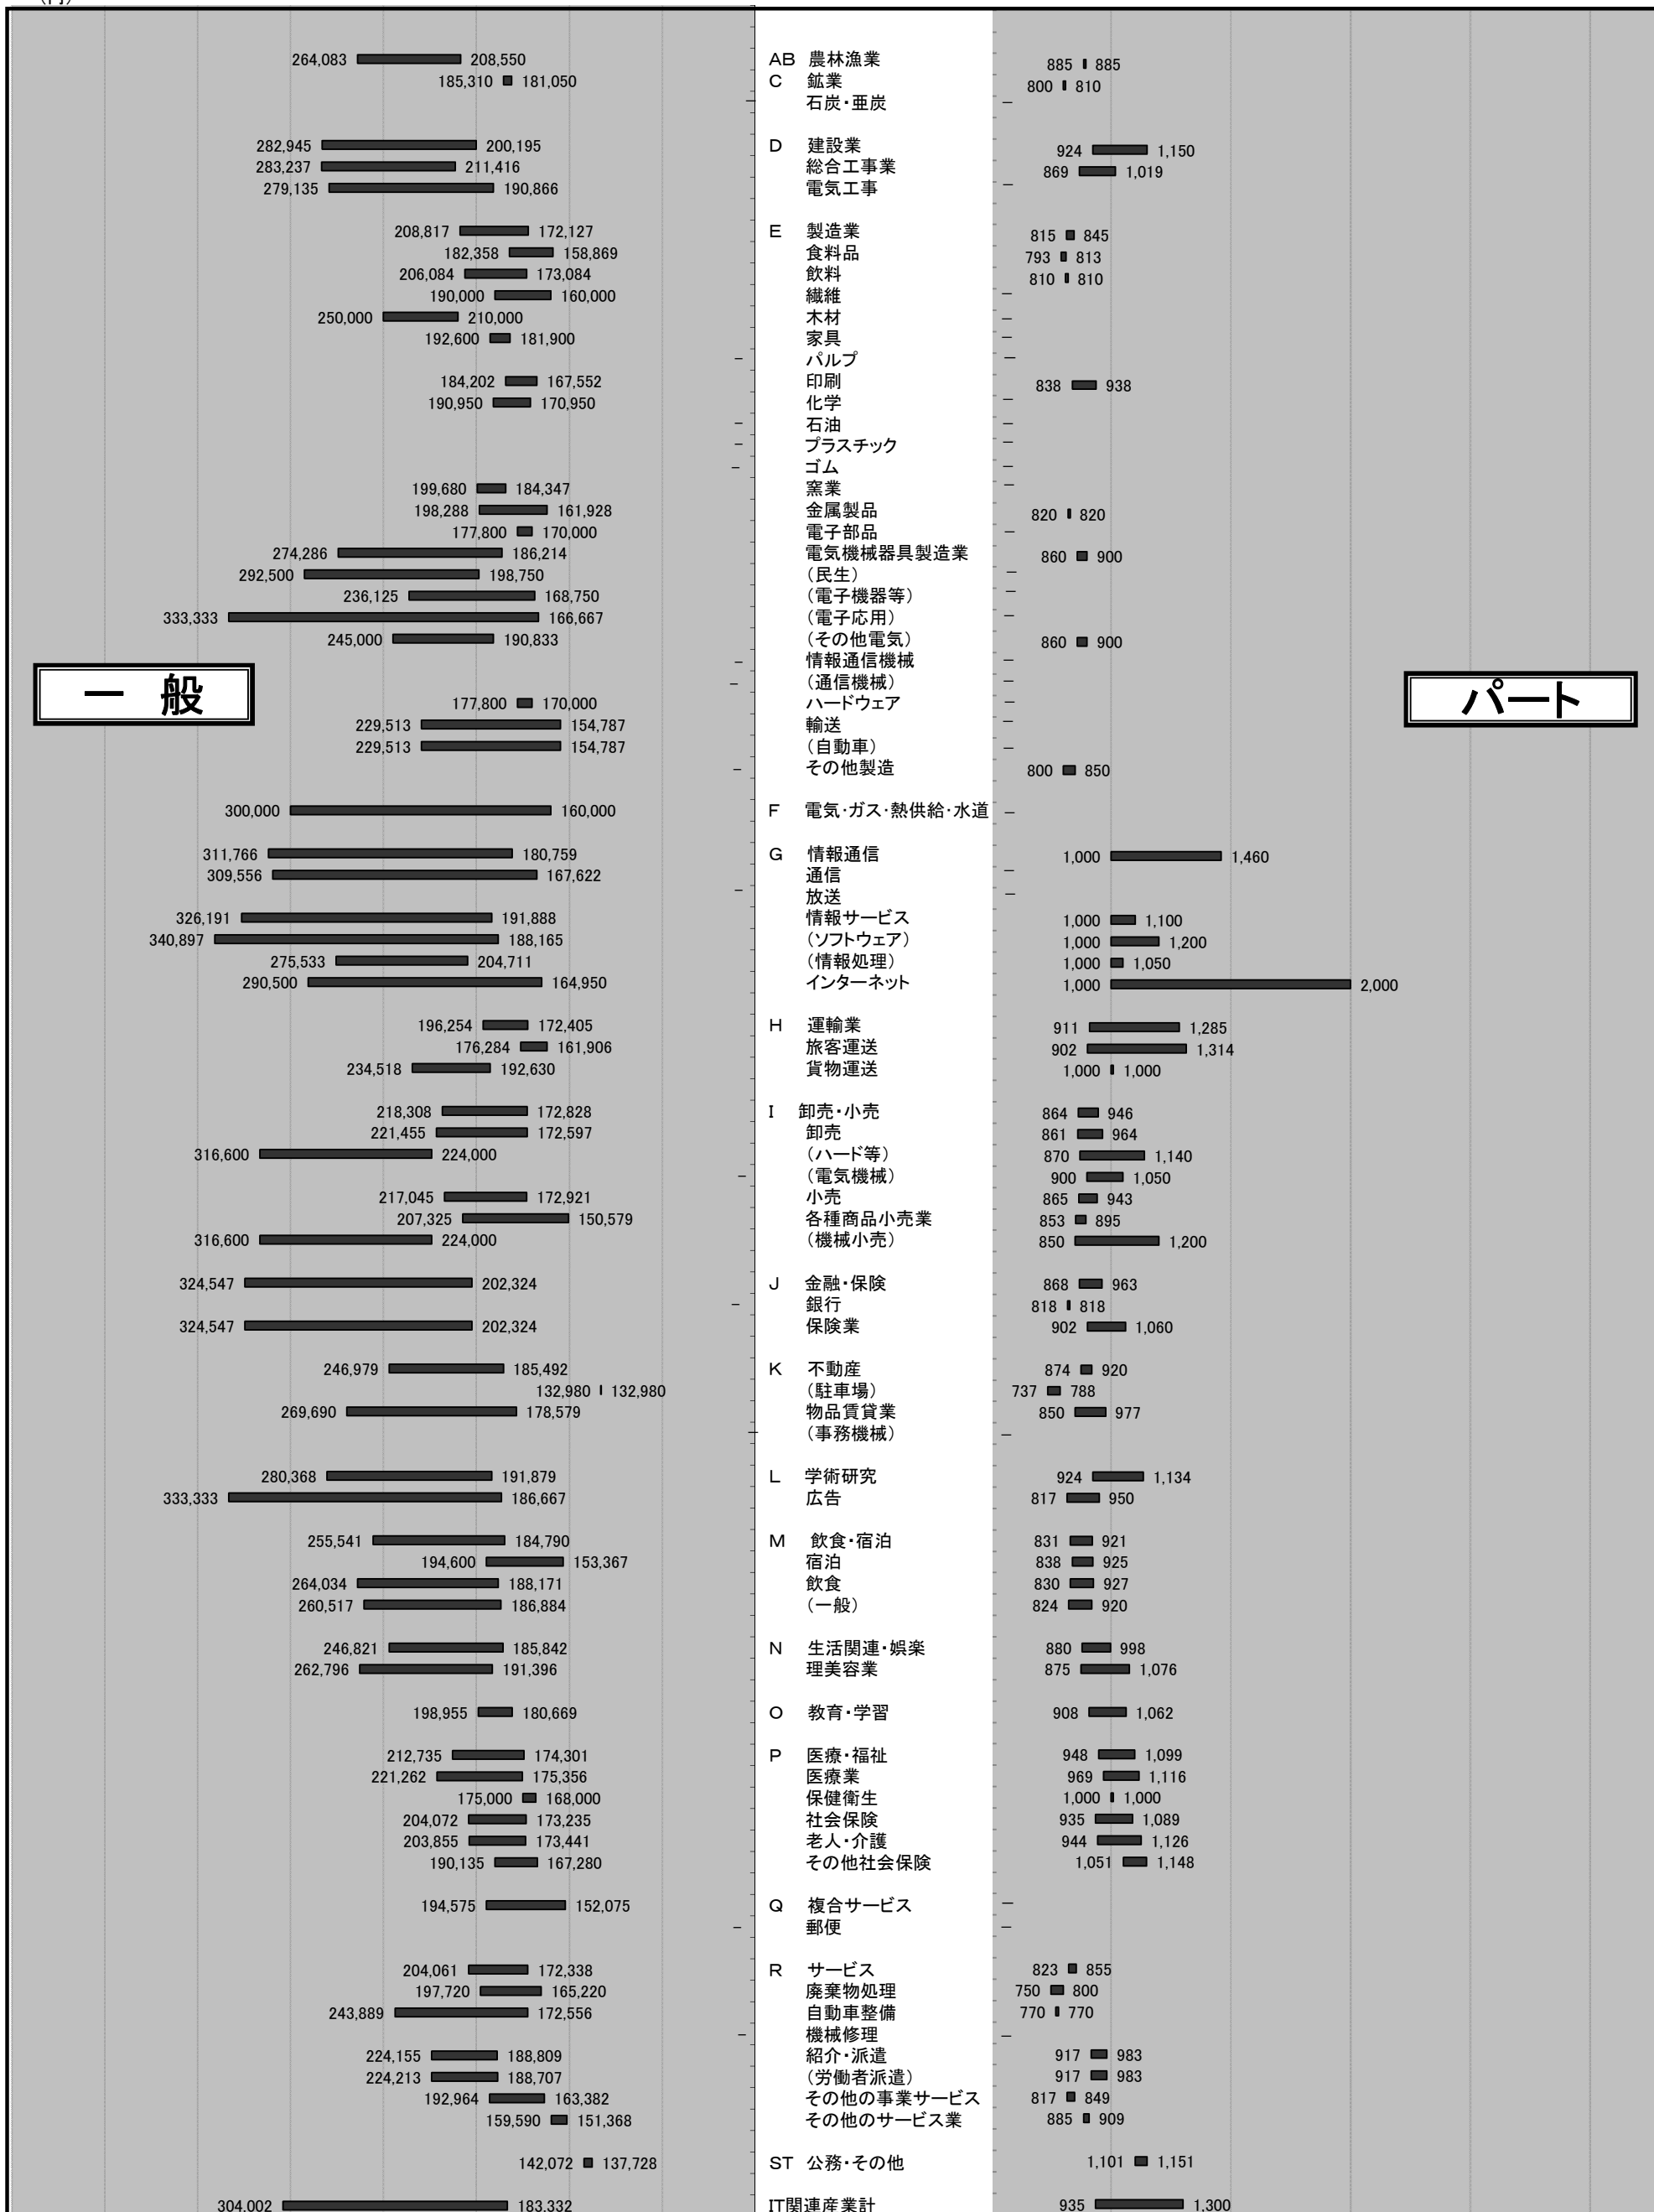 (円)
264,083 208,550 AB 農林漁業 885 885
185,310 181,050 C 鉱業 800 810
石炭・亜炭
282,945 200,195 D 建設業 924 1,150
283,237 211,416 総合工事業 869 1,019
279,135 190,866 電気工事
208,817 172,127 E 製造業 815 845
182,358 158,869 食料品 793 813
206,084 173,084 飲料 810 810
190,000 160,000 繊維
250,000 210,000 木材
192,600 181,900 家具
パルプ
184,202 167,552 印刷 838 938
190,950 170,950 化学
石油
プラスチック
ゴム
199,680 184,347 窯業
198,288 161,928 金属製品 820 820
177,800 170,000 電子部品
274,286 186,214 電気機械器具製造業 860 900
292,500 198,750 (民生)
236,125 168,750 (電子機器等)
333,333 166,667 (電子応用)
245,000 190,833 (その他電気) 860 900
情報通信機械
一 般 (通信機械) パート
177,800 170,000 ハードウェア
229,513 154,787 輸送
229,513 154,787 (自動車)
その他製造 800 850
300,000 160,000 F 電気・ガス・熱供給・水道
311,766 180,759 G 情報通信 1,000 1,460
309,556 167,622 通信
放送
326,191 191,888 情報サービス 1,000 1,100
340,897 188,165 (ソフトウェア) 1,000 1,200
275,533 204,711 (情報処理) 1,000 1,050
290,500 164,950 インターネット 1,000 2,000
196,254 172,405 H 運輸業 911 1,285
176,284 161,906 旅客運送 902 1,314
234,518 192,630 貨物運送 1,000 1,000
218,308 172,828 I 卸売・小売 864 946
221,455 172,597 卸売 861 964
316,600 224,000 (ハード等) 870 1,140
(電気機械) 900 1,050
217,045 172,921 小売 865 943
207,325 150,579 各種商品小売業 853 895
316,600 224,000 (機械小売) 850 1,200
324,547 202,324 J 金融・保険 868 963
銀行 818 818
324,547 202,324 保険業 902 1,060
246,979 185,492 K 不動産 874 920
132,980 132,980 (駐車場) 737 788
269,690 178,579 物品賃貸業 850 977
(事務機械)
280,368 191,879 L 学術研究 924 1,134
333,333 186,667 広告 817 950
255,541 184,790 M 飲食・宿泊 831 921
194,600 153,367 宿泊 838 925
264,034 188,171 飲食 830 927
260,517 186,884 (一般) 824 920
246,821 185,842 N 生活関連・娯楽 880 998
262,796 191,396 理美容業 875 1,076
198,955 180,669 O 教育・学習 908 1,062
212,735 174,301 P 医療・福祉 948 1,099
221,262 175,356 医療業 969 1,116
175,000 168,000 保健衛生 1,000 1,000
204,072 173,235 社会保険 935 1,089
203,855 173,441 老人・介護 944 1,126
190,135 167,280 その他社会保険 1,051 1,148
194,575 152,075 Q 複合サービス
郵便
204,061 172,338 R サービス 823 855
197,720 165,220 廃棄物処理 750 800
243,889 172,556 自動車整備 770 770
機械修理
224,155 188,809 紹介・派遣 917 983
224,213 188,707 (労働者派遣) 917 983
192,964 163,382 その他の事業サービス 817 849
159,590 151,368 その他のサービス業 885 909
142,072 137,728 ST 公務・その他 1,101 1,151
304,002 183,332 IT関連産業計 935 1,300